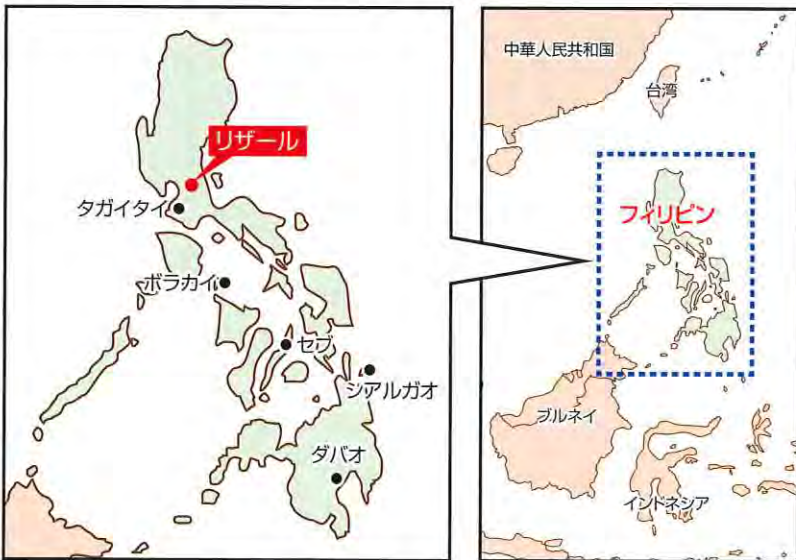 リザール
タガイタイ
ボラカイ
セブ
シアルガオ
ダバオ
中華人民共和国
台湾
フィリピン
ブルネイ
インドネシア